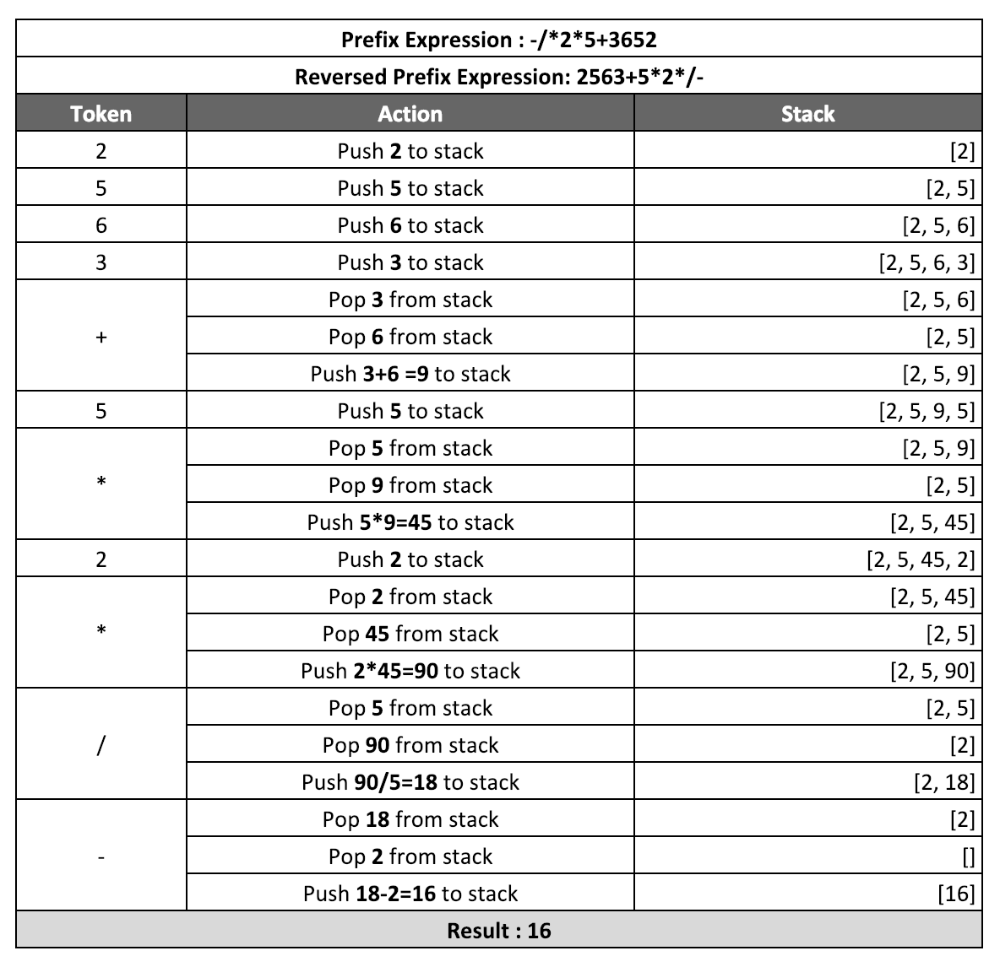 Prefix Expression : -/*2*5+3652
Reversed Prefix Expression: 2563+5*2*/-
Token Action Stack
2 Push 2 to stack [2]
5 Push 5 to stack [2, 5]
6 Push 6 to stack [2, 5, 6]
3 Push 3 to stack [2, 5, 6, 3]
Pop 3 from stack [2, 5, 6]
+ Pop 6 from stack [2, 5]
Push 3+6 =9 to stack [2, 5, 9]
5 Push 5 to stack [2, 5, 9, 5]
Pop 5 from stack [2, 5, 9]
* Pop 9 from stack [2, 5]
Push 5*9=45 to stack [2, 5, 45]
2 Push 2 to stack [2, 5, 45, 2]
Pop 2 from stack [2, 5, 45]
* Pop 45 from stack [2, 5]
Push 2*45=90 to stack [2, 5, 90]
Pop 5 from stack [2, 5]
/ Pop 90 from stack [2]
Push 90/5=18 to stack [2, 18]
Pop 18 from stack [2]
- Pop 2 from stack []
Push 18-2=16 to stack [16]
Result : 16